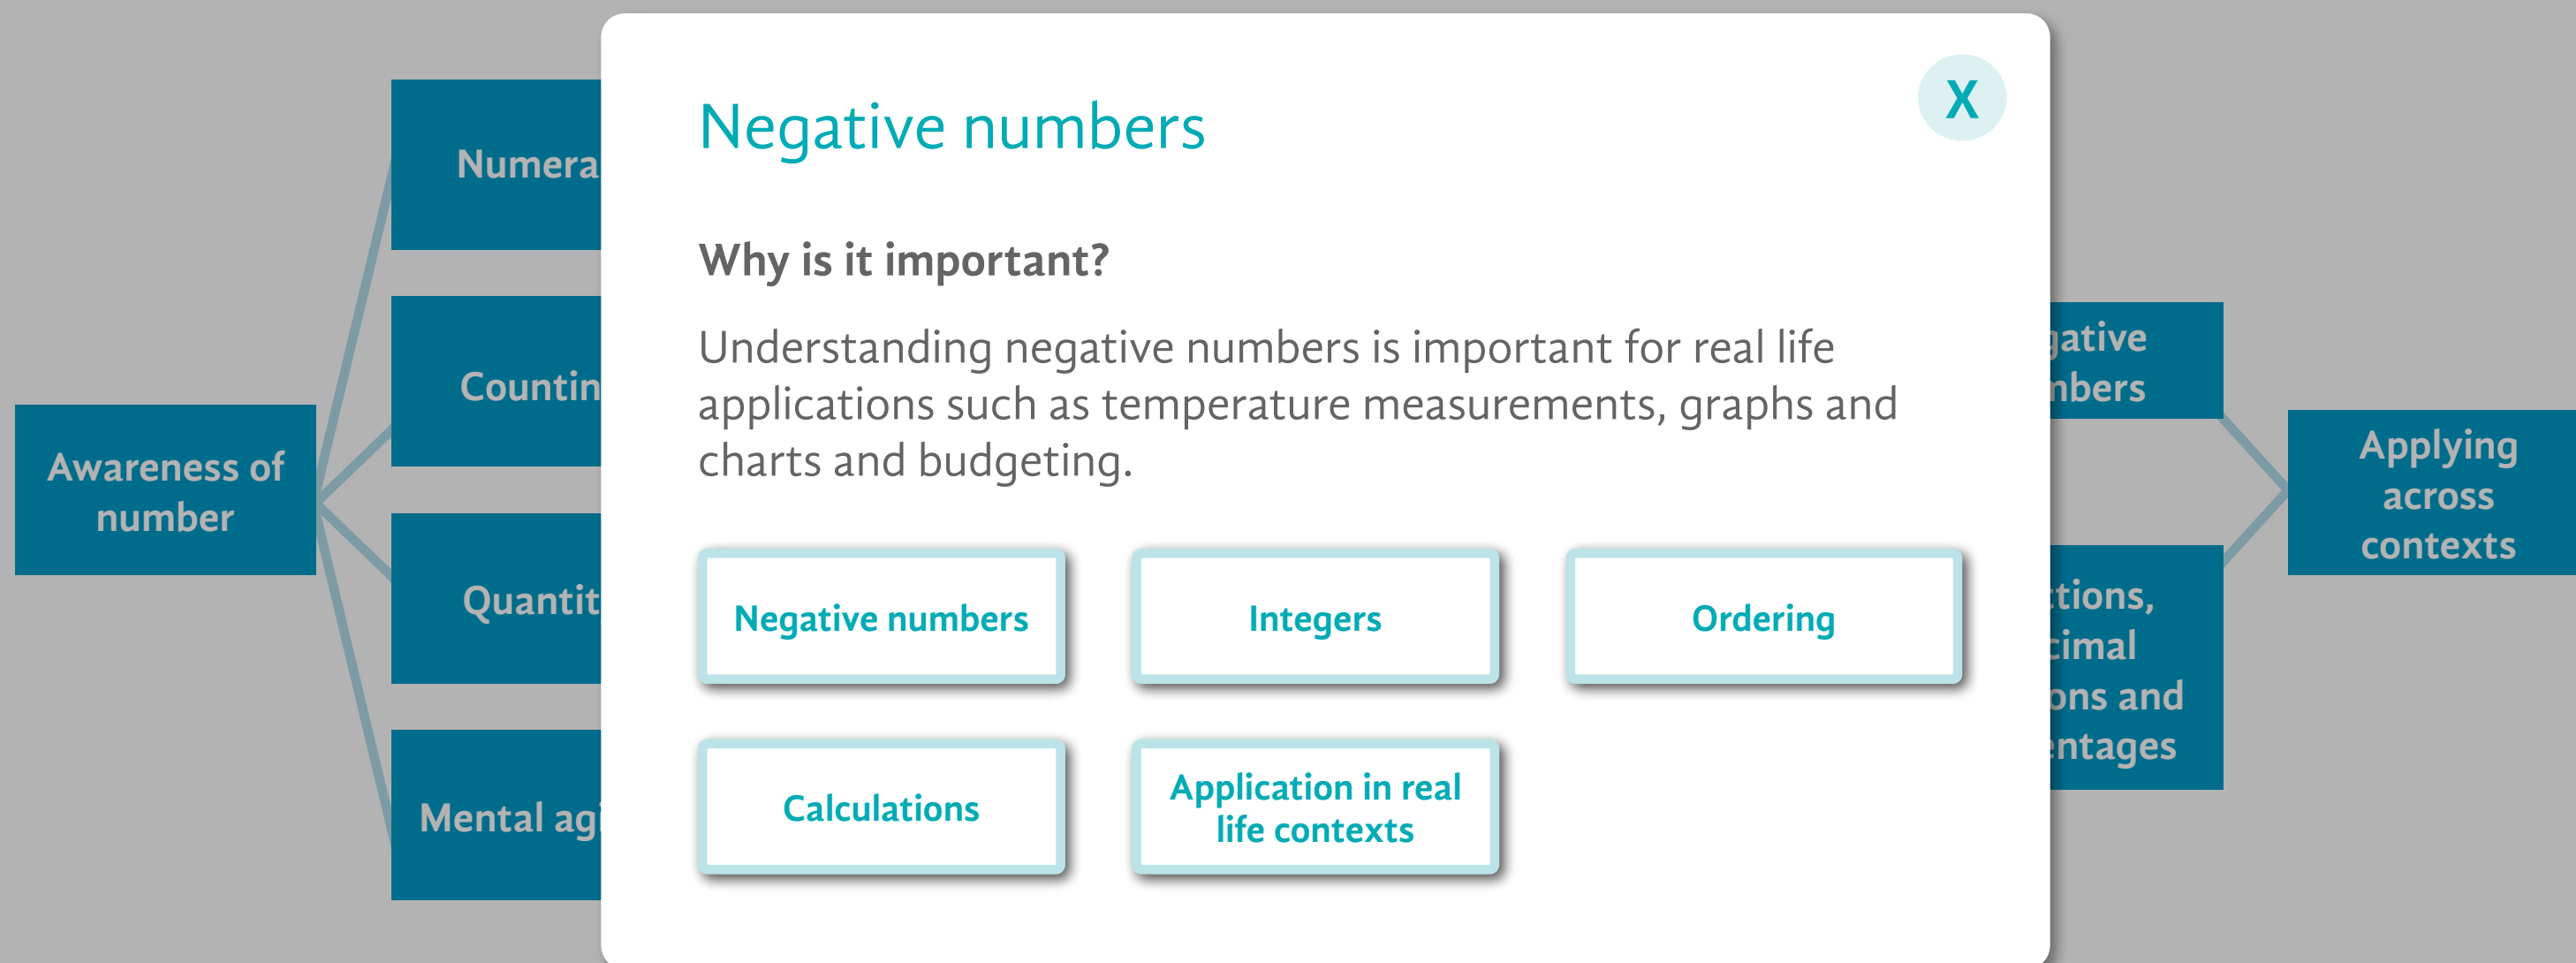 Awareness of
number
Negative numbers
X
Why is it important?
Understanding negative numbers is important for real life
applications such as temperature measurements, graphs and
charts and budgeting.
Negative numbers
Integers
Ordering
Calculations
Application in real
life contexts
Mental
and
Applying
across
contexts